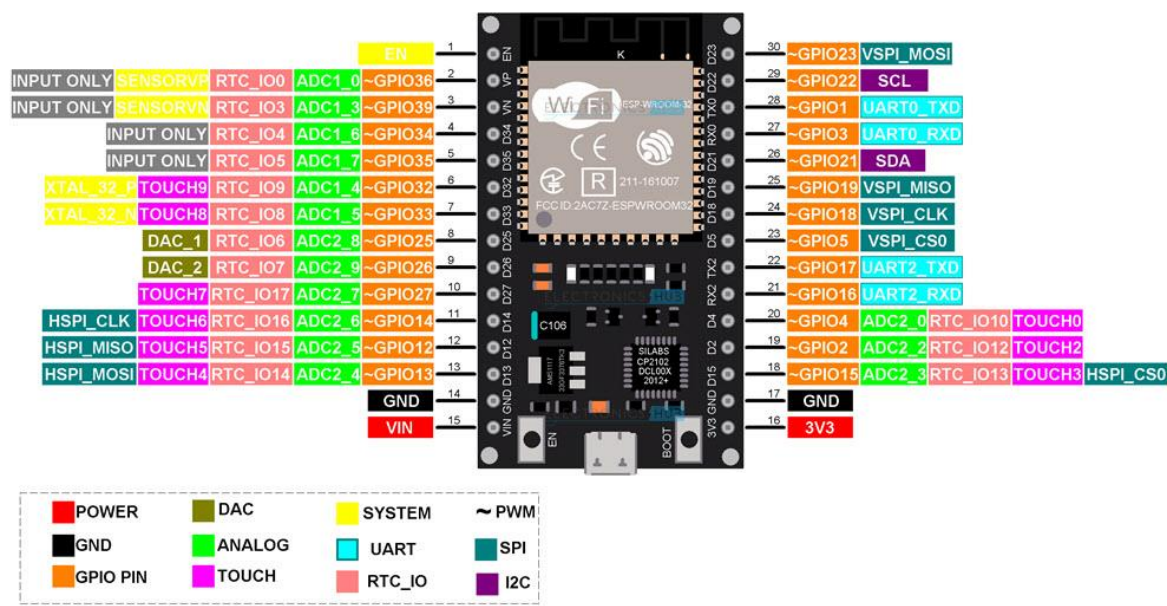 EN 1 EN
INPUT ONLY SENSORVP RTC_IO0 ADC1_0 ~GPIO36 2 VP
INPUT ONLY SENSORVN RTC_IO3 ADC1_3 ~GPIO39 3 VN
INPUT ONLY RTC_IO4 ADC1_6 ~GPIO34 4 D34
INPUT ONLY RTC_IO5 ADC1_7 ~GPIO35 5 D35
XTAL_32_P TOUCH9 RTC_IO9 ADC1_4 ~GPIO32 6 D32
XTAL_32_N TOUCH8 RTC_IO8 ADC1_5 ~GPIO33 7 D33
DAC_1 RTC_IO6 ADC2_8 ~GPIO25 8 D25
DAC_2 RTC_IO7 ADC2_9 ~GPIO26 9 D26
TOUCH7 RTC_IO17 ADC2_7 ~GPIO27 10 D27
HSPI_CLK TOUCH6 RTC_IO16 ADC2_6 ~GPIO14 11 D14
HSPI_MISO TOUCH5 RTC_IO15 ADC2_5 ~GPIO12 12 D12
HSPI_MOSI TOUCH4 RTC_IO14 ADC2_4 ~GPIO13 13 D13
GND 14 GND
VIN 15 VIN
K
Wi Fi ESP-WROOM-32
CE
R 211-161007
FCC ID:2AC7Z-ESPWROOM32
ELECTRONICS HUB
C106
AMS1117
SILABS
CP2102
DCL00X
2012+
EN
BOOT
D23 30 ~GPIO23 VSPI_MOSI
D22 29 ~GPIO22 SCL
TX0 28 ~GPIO1 UART0_TXD
RX0 27 ~GPIO3 UART0_RXD
D21 26 ~GPIO21 SDA
D19 25 ~GPIO19 VSPI_MISO
D18 24 ~GPIO18 VSPI_CLK
D5 23 ~GPIO5 VSPI_CS0
TX2 22 ~GPIO17 UART2_TXD
RX2 21 ~GPIO16 UART2_RXD
D4 20 ~GPIO4 ADC2_0 RTC_IO10 TOUCH0
D2 19 ~GPIO2 ADC2_2 RTC_IO12 TOUCH2
D15 18 ~GPIO15 ADC2_3 RTC_IO13 TOUCH3 HSPI_CS0
GND 17 GND
3V3 16 3V3
POWER DAC SYSTEM ~ PWM
GND ANALOG UART SPI
GPIO PIN TOUCH RTC_IO I2C